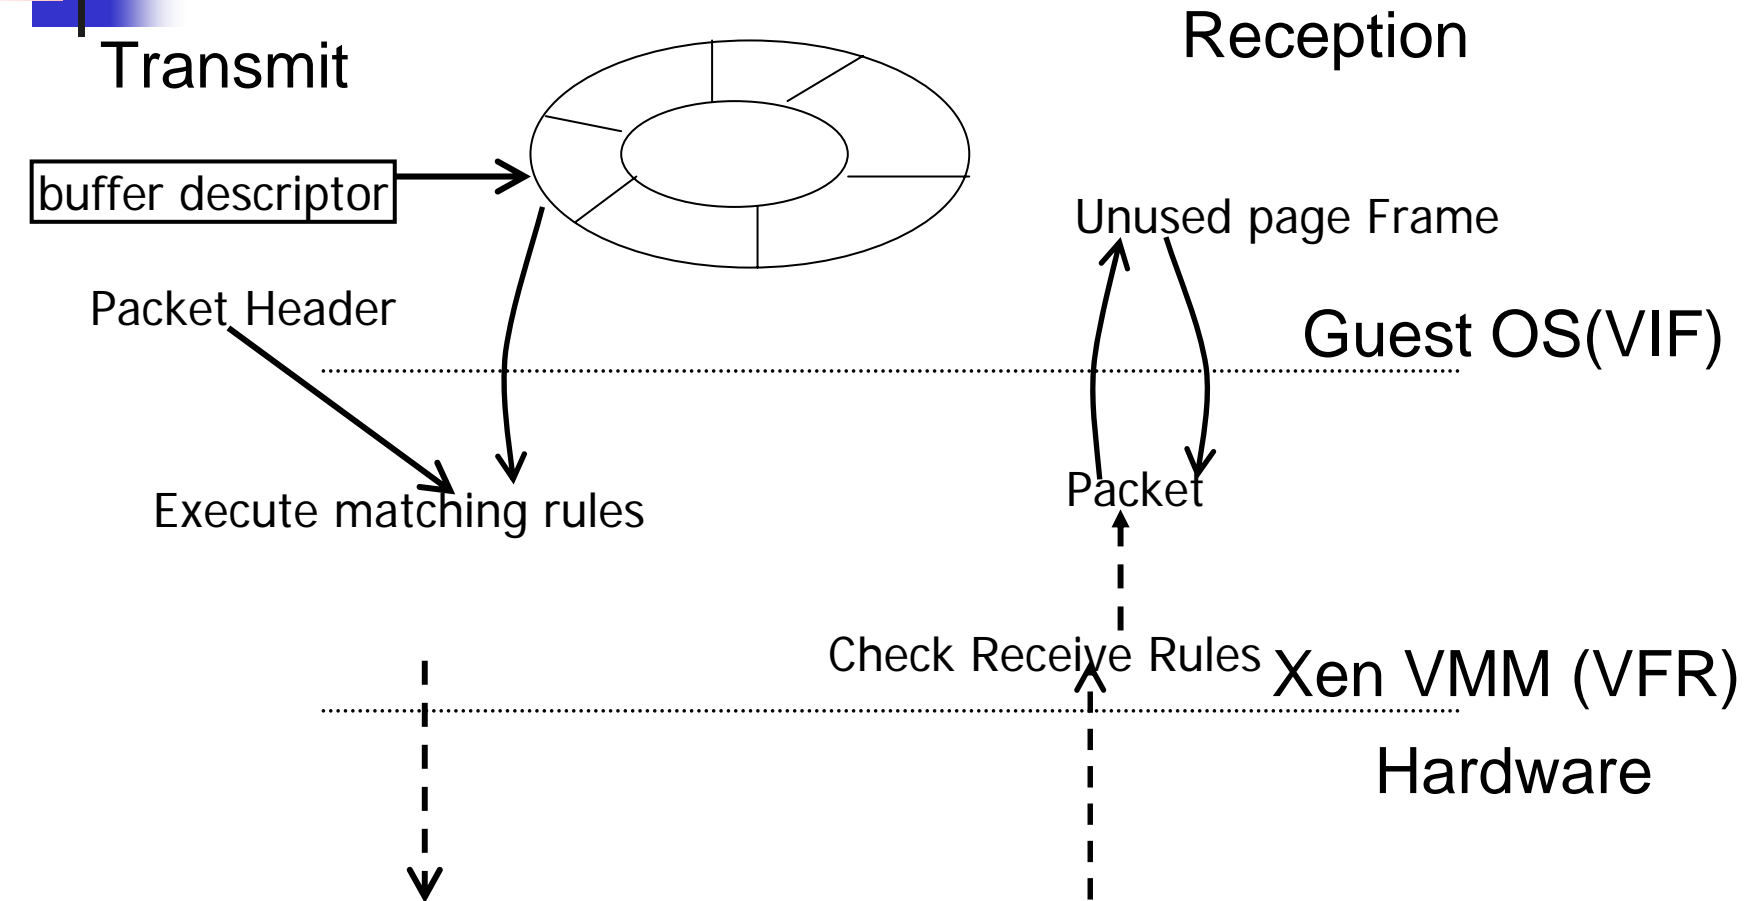 Transmit
Reception
buffer descriptor
Unused page Frame
Packet Header
Guest OS(VIF)
Packet
Execute matching rules
Check Receive Rules
Xen VMM (VFR)
Hardware